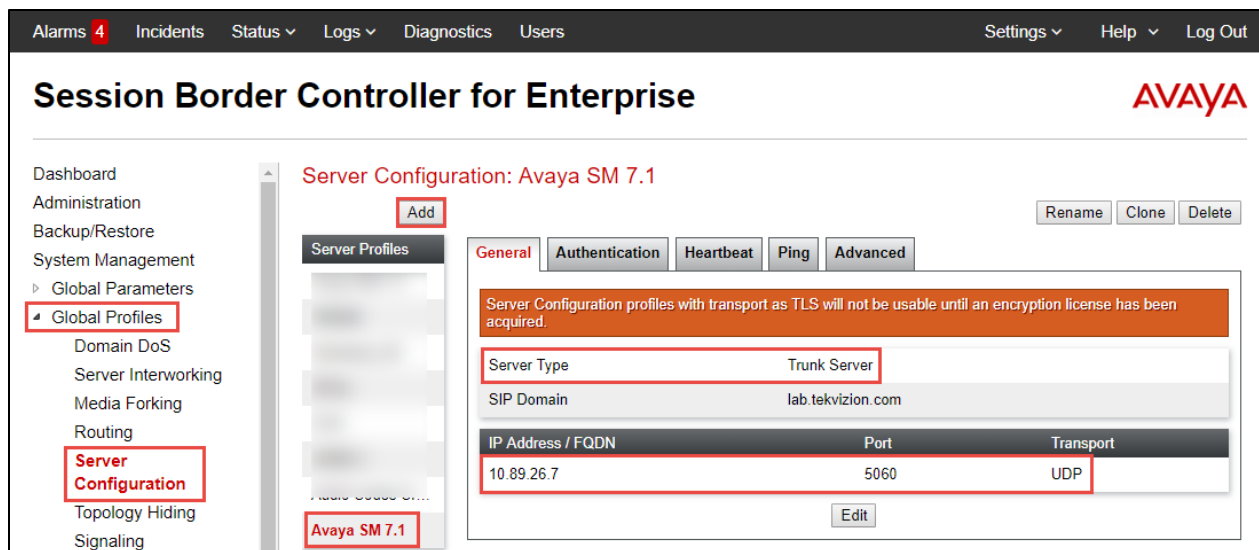 Alarms 4 Incidents Status Logs Diagnostics Users Settings Help Log Out
Session Border Controller for Enterprise
AVAYA
Dashboard
Administration
Backup/Restore
System Management
Global Parameters
Global Profiles
Domain DoS
Server Interworking
Media Forking
Routing
Server
Configuration
Topology Hiding
Signaling
Server Configuration: Avaya SM 7.1
Add
Rename Clone Delete
Server Profiles
Avaya SM 7.1
General Authentication Heartbeat Ping Advanced
Server Configuration profiles with transport as TLS will not be usable until an encryption license has been
acquired.
Server Type Trunk Server
SIP Domain lab.tekvizion.com
IP Address / FQDN Port Transport
10.89.26.7 5060 UDP
Edit